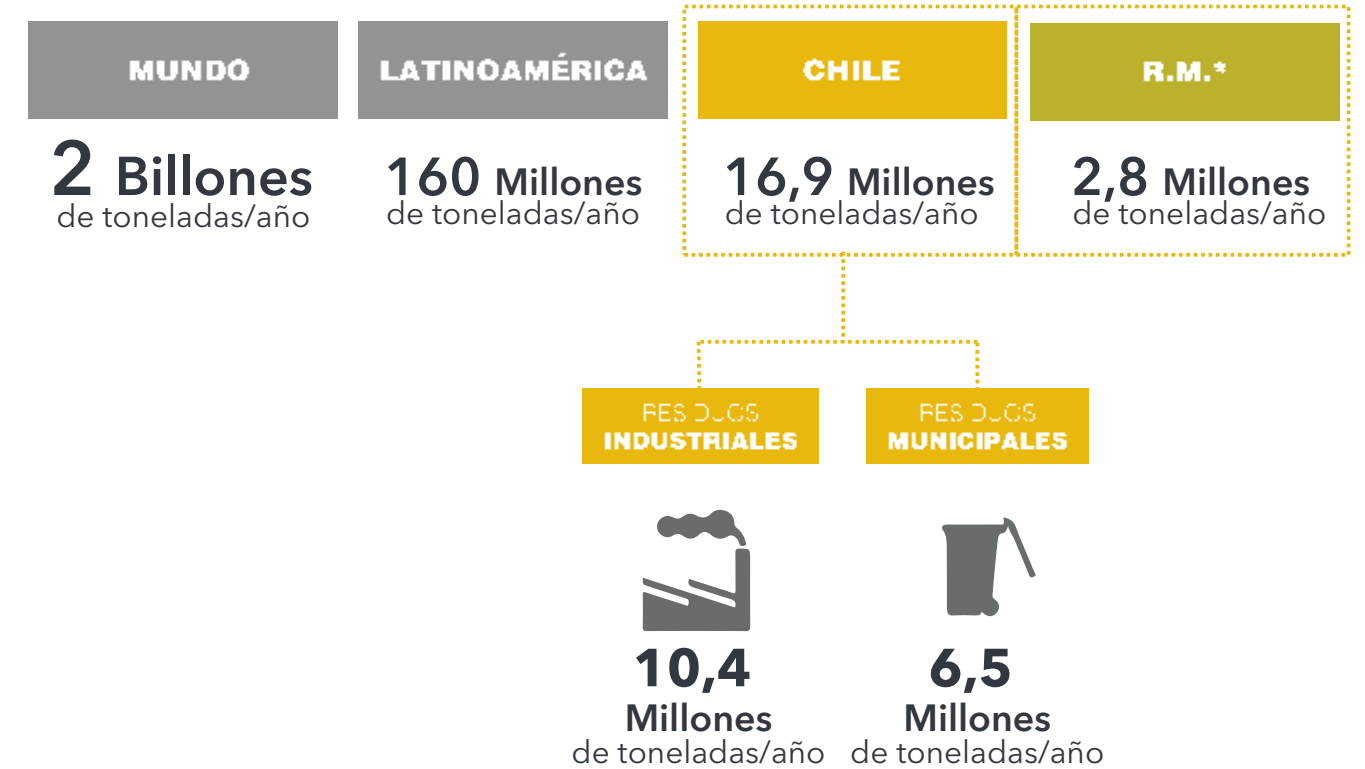 MUNDO
2 Billones
de toneladas/año
LATINOAMÉRICA
160 Millones
de toneladas/año
CHILE
16,9 Millones
de toneladas/año
R.M.*
2,8 Millones
de toneladas/año
RESIDUOS
INDUSTRIALES
10,4
Millones
de toneladas/año
RESIDUOS
MUNICIPALES
6,5
Millones
de toneladas/año